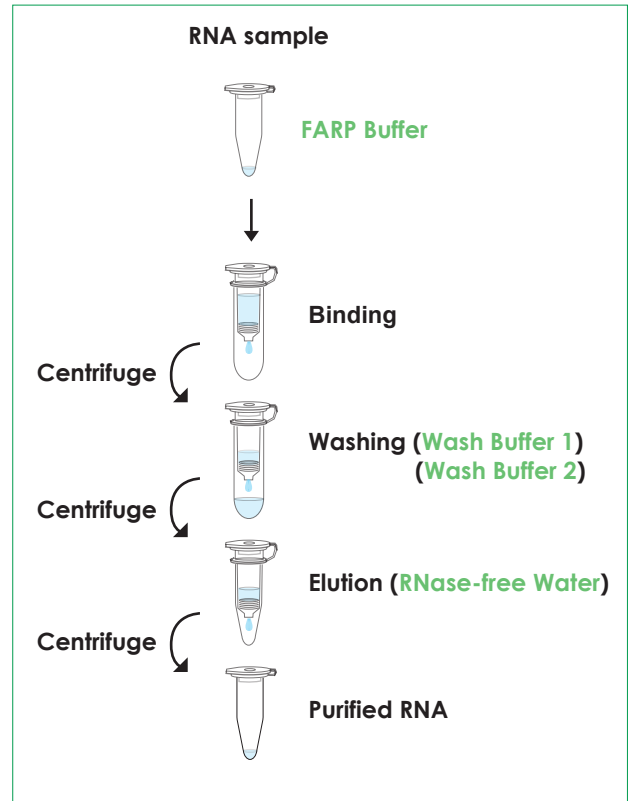 RNA sample
FARP Buffer
Binding
Centrifuge
Washing (Wash Buffer 1)
(Wash Buffer 2)
Centrifuge
Elution (RNase-free Water)
Centrifuge
Purified RNA